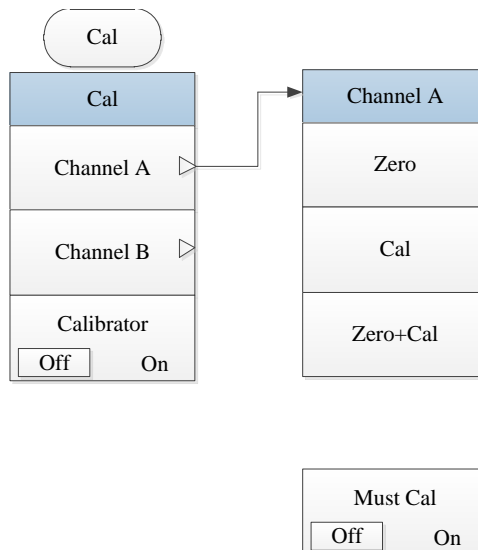 Cal
Cal
Channel A
Channel B
Calibrator
Off On
Channel A
Zero
Cal
Zero+Cal
Must Cal
Off On